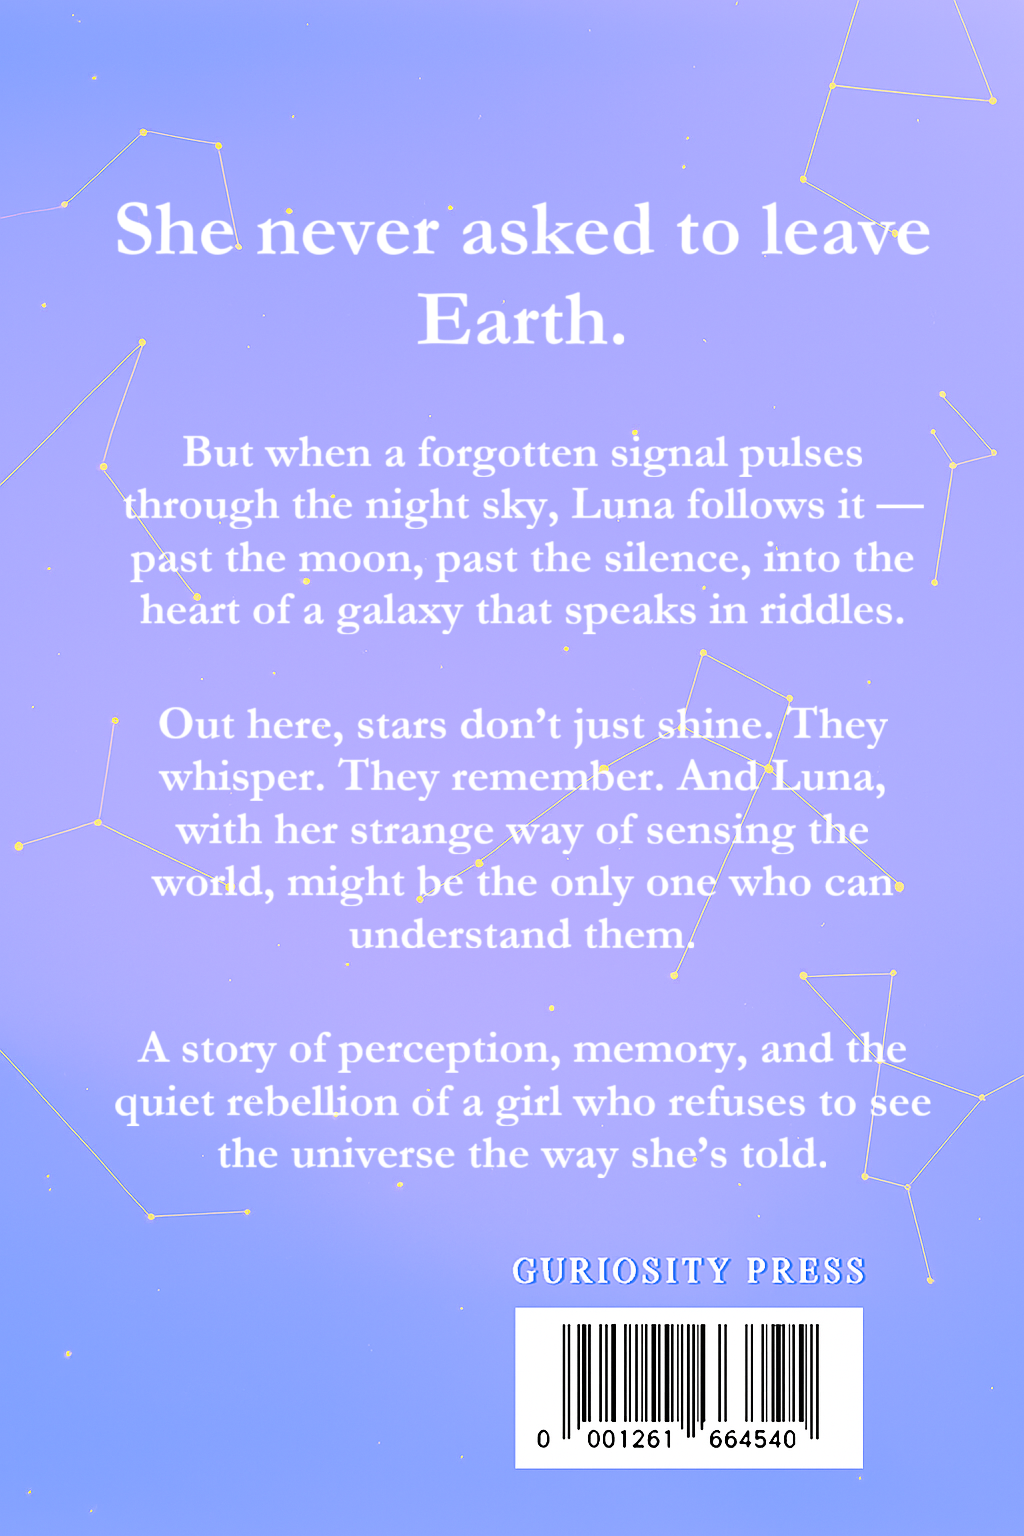 She never asked to leave
Earth.
But when a forgotten signal pulses
through the night sky, Luna follows it —
past the moon, past the silence, into the
heart of a galaxy that speaks in riddles.
Out here, stars don’t just shine. They
whisper. They remember. And Luna,
with her strange way of sensing the
world, might be the only one who can
understand them.
A story of perception, memory, and the
quiet rebellion of a girl who refuses to see
the universe the way she’s told.
GURIOSITY PRESS
0 001261 664540